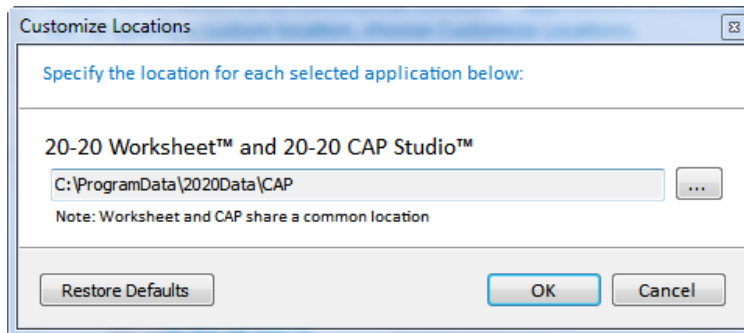 Customize Locations
Specify the location for each selected application below:
20-20 Worksheet™ and 20-20 CAP Studio™
C:\ProgramData\2020Data\CAP
...
Note: Worksheet and CAP share a common location
Restore Defaults
OK
Cancel